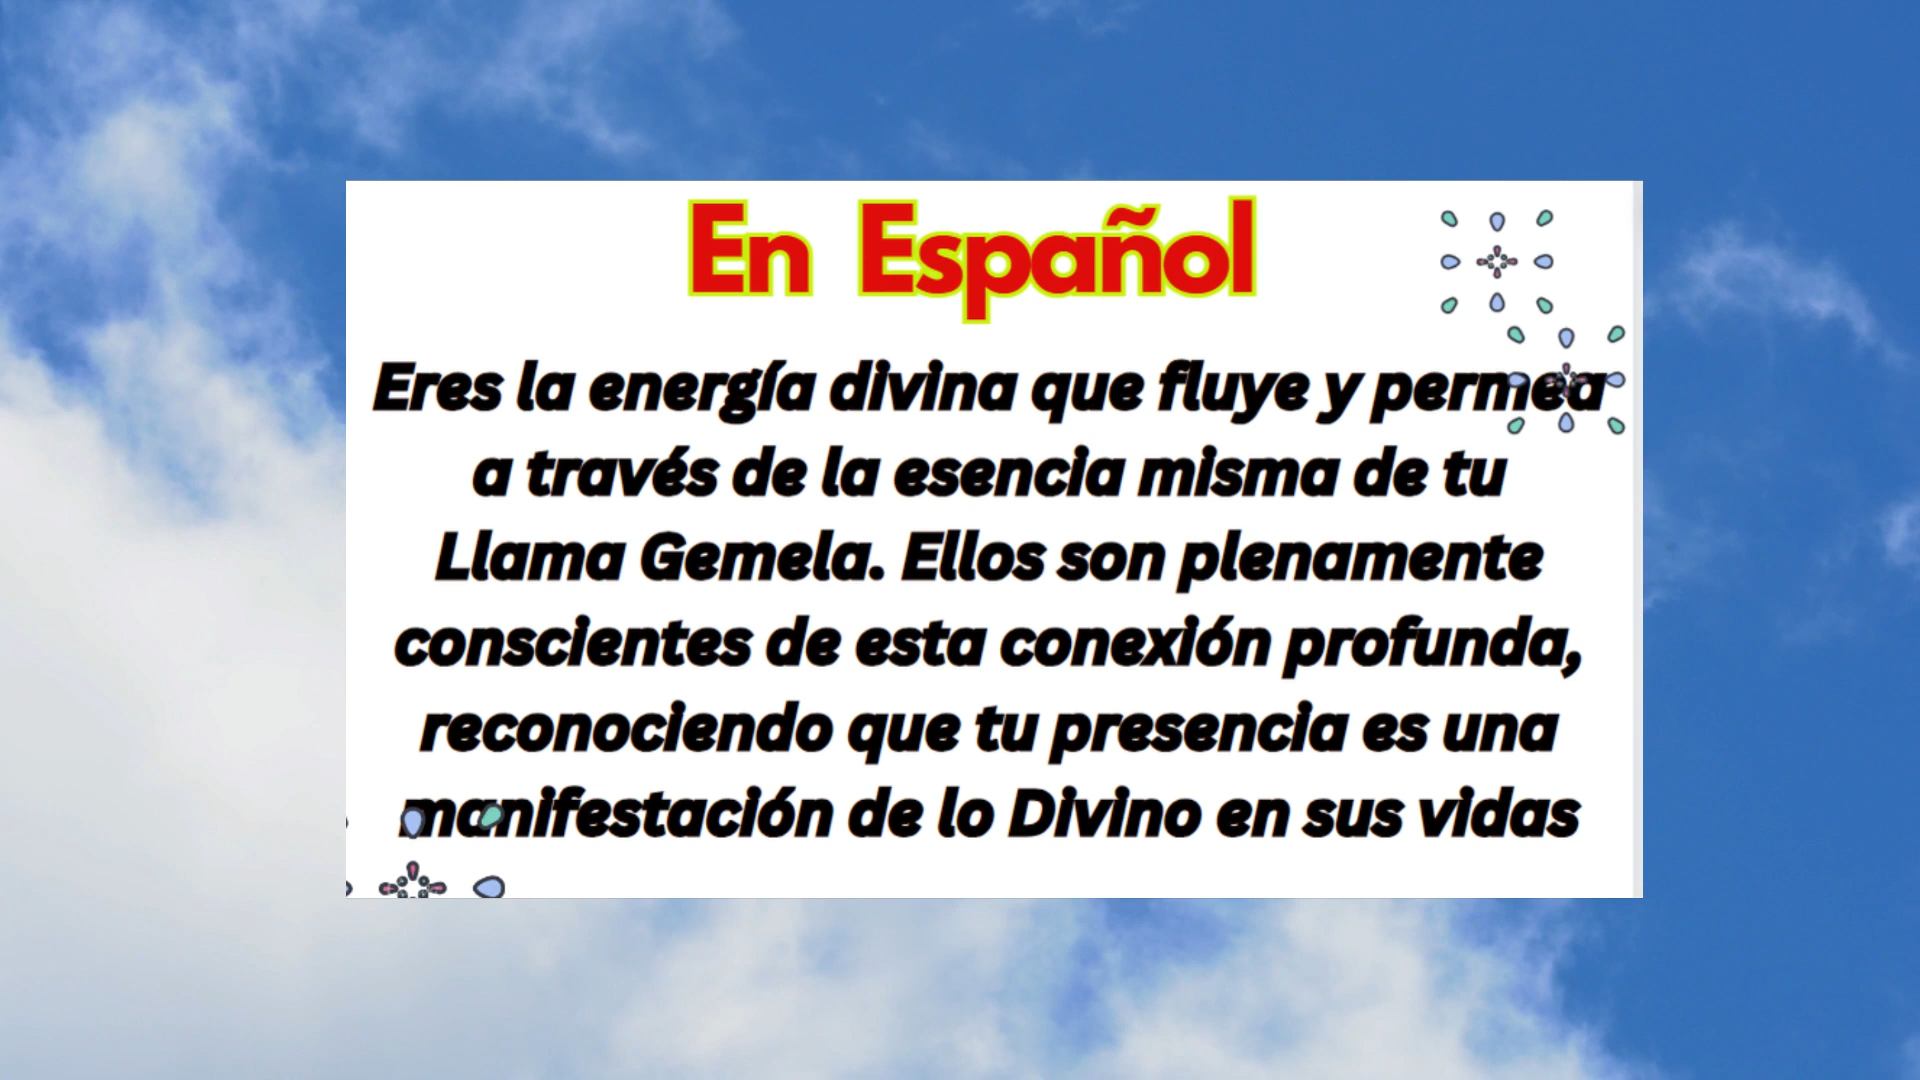 En Español
Eres la energía divina que fluye y permea
a través de la esencia misma de tu
Llama Gemela. Ellos son plenamente
conscientes de esta conexión profunda,
reconociendo que tu presencia es una
manifestación de lo Divino en sus vidas